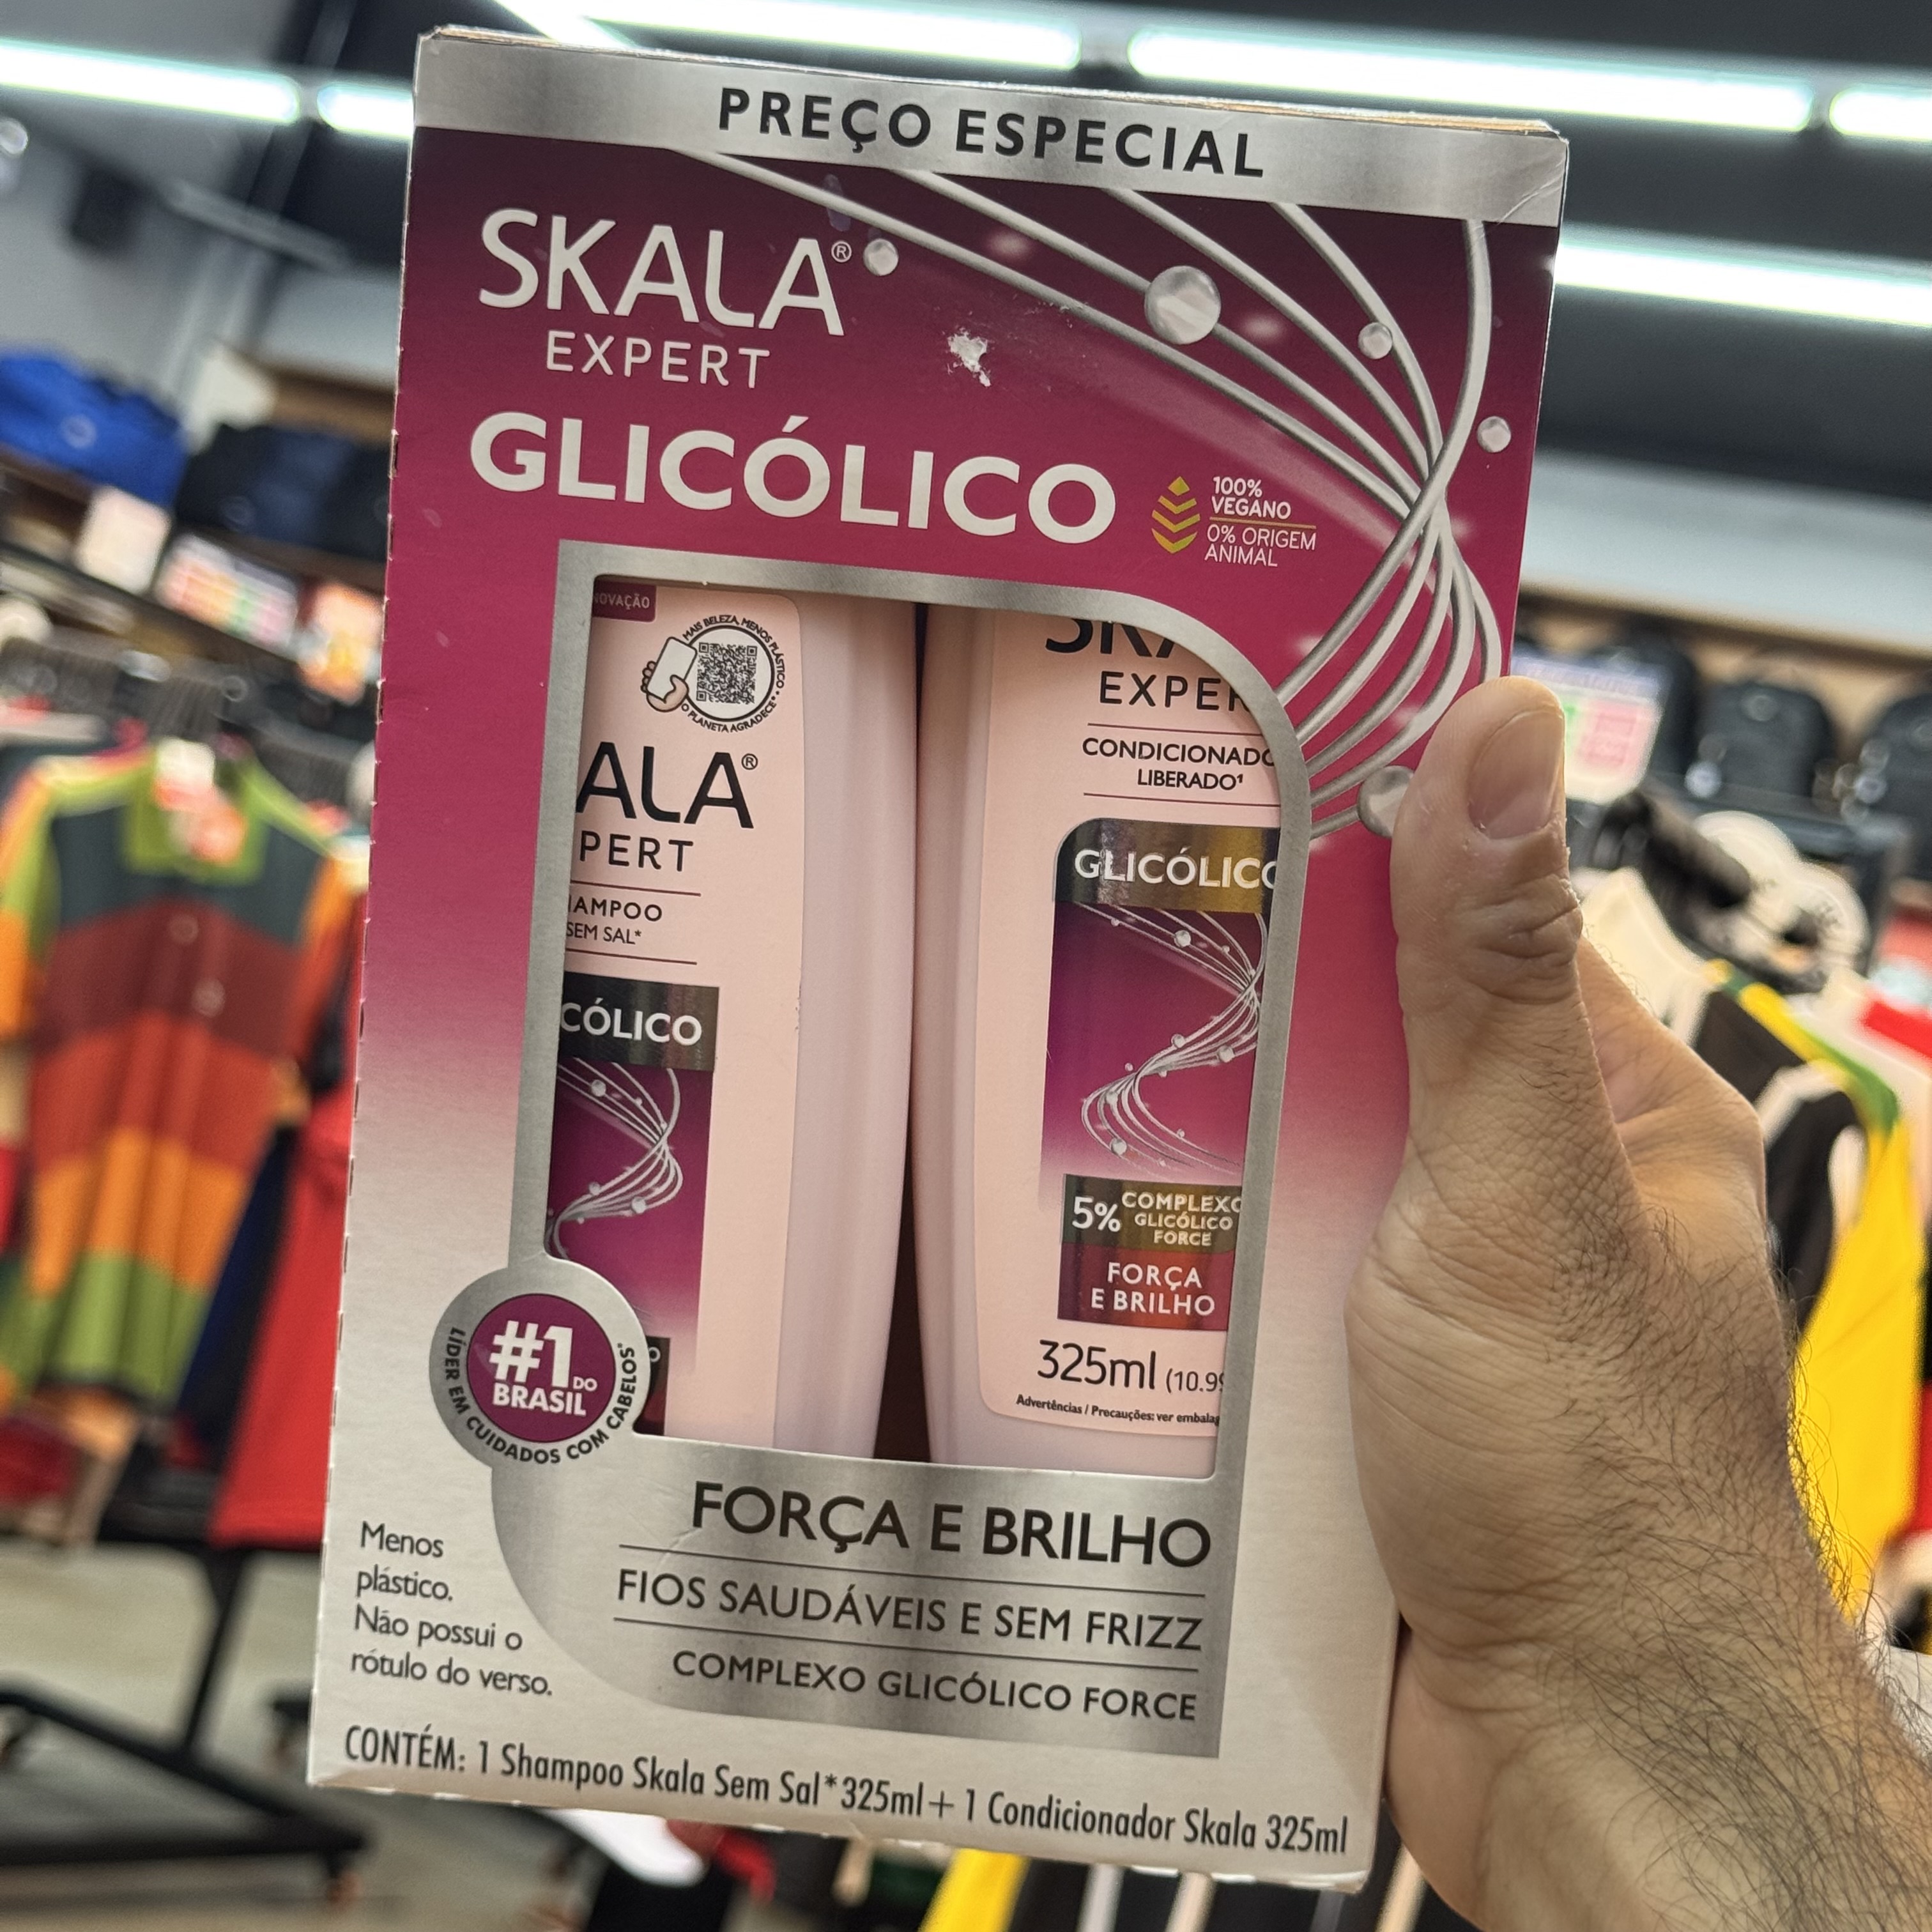 PREÇO ESPECIAL
SKALA®
EXPERT
GLICÓLICO
100%
VEGANO
0% ORIGEM
ANIMAL
NOVAÇÃO
MAIS BELEZA, MENOS PLÁSTICO • O PLANETA AGRADECE •
ALA®
PERT
AMPOO
SEM SAL*
CÓLICO
SKA
EXPER
CONDICIONADO
LIBERADO¹
GLICÓLICO
5% COMPLEXO
GLICÓLICO
FORCE
FORÇA
E BRILHO
325ml (10.99
Advertências / Precauções: ver embalag
#1 DO
BRASIL
LÍDER EM CUIDADOS COM CABELOS*
FORÇA E BRILHO
FIOS SAUDÁVEIS E SEM FRIZZ
COMPLEXO GLICÓLICO FORCE
Menos
plástico.
Não possui o
rótulo do verso.
CONTÉM: 1 Shampoo Skala Sem Sal*325ml+1 Condicionador Skala 325ml